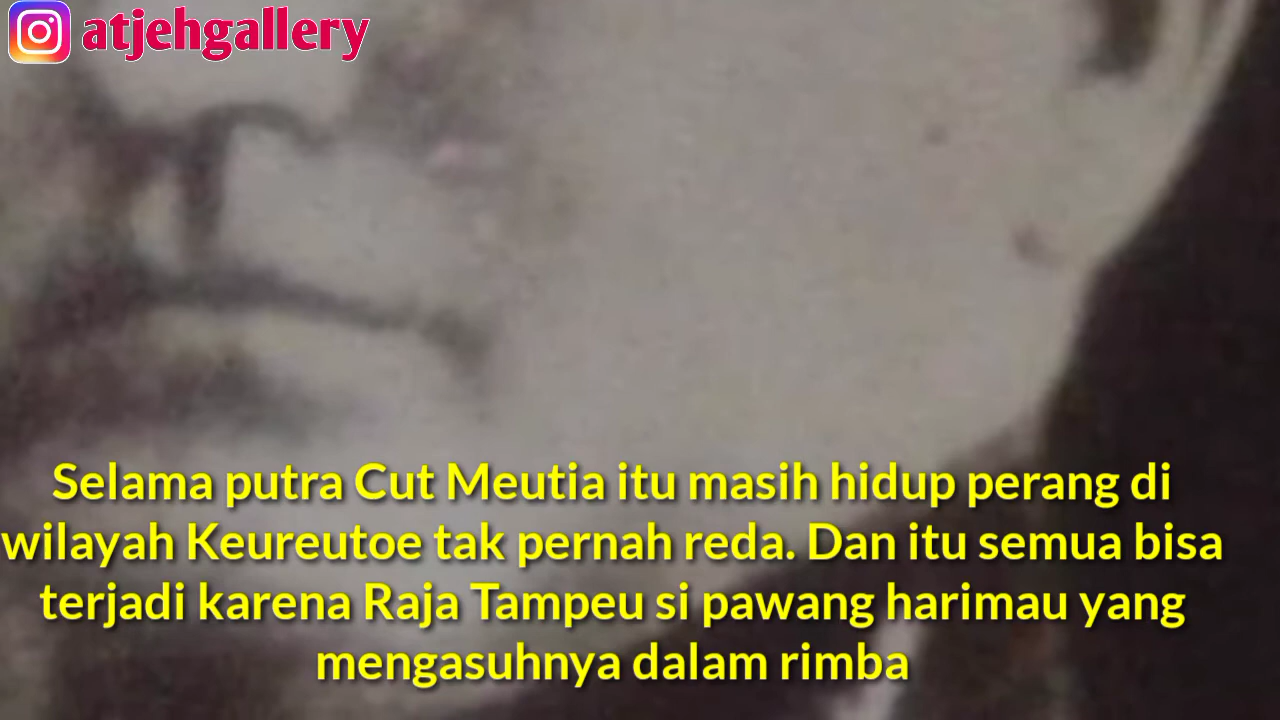 atjehgallery
Selama putra Cut Meutia itu masih hidup perang di
wilayah Keureutoe tak pernah reda. Dan itu semua bisa
terjadi karena Raja Tampeu si pawang harimau yang
mengasuhnya dalam rimba